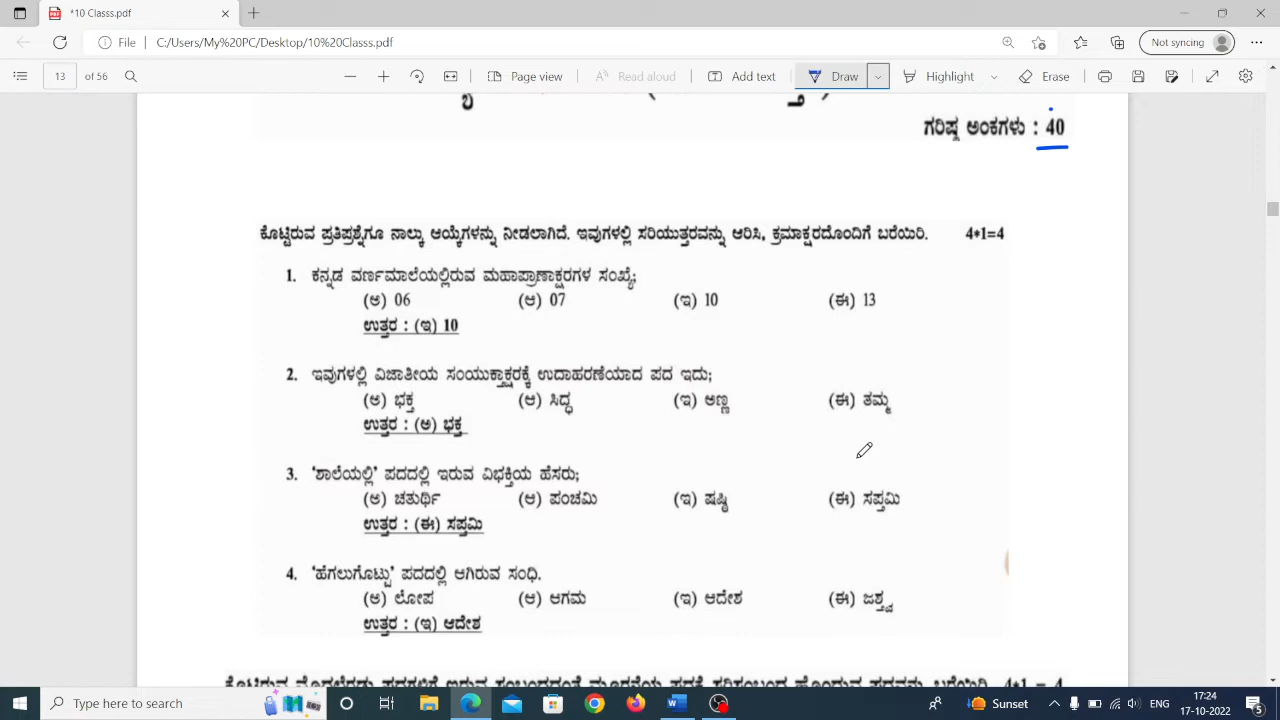 *10 Classs.pdf
File C:/Users/My%20PC/Desktop/10%20Classs.pdf Not syncing
13 of 56 Page view Read aloud Add text Draw Highlight Erase
ಗರಿಷ್ಠ ಅಂಕಗಳು : 40
ಕೊಟ್ಟಿರುವ ಪ್ರತಿಪ್ರಶ್ನೆಗೂ ನಾಲ್ಕು ಆಯ್ಕೆಗಳನ್ನು ನೀಡಲಾಗಿದೆ. ಇವುಗಳಲ್ಲಿ ಸರಿಯುತ್ತರವನ್ನು ಆರಿಸಿ, ಕ್ರಮಾಕ್ಷರದೊಂದಿಗೆ ಬರೆಯಿರಿ. 4*1=4
1. ಕನ್ನಡ ವರ್ಣಮಾಲೆಯಲ್ಲಿರುವ ಮಹಾಪ್ರಾಣಾಕ್ಷರಗಳ ಸಂಖ್ಯೆ;
(ಅ) 06 (ಆ) 07 (ಇ) 10 (ಈ) 13
ಉತ್ತರ : (ಇ) 10
2. ಇವುಗಳಲ್ಲಿ ವಿಜಾತೀಯ ಸಂಯುಕ್ತಾಕ್ಷರಕ್ಕೆ ಉದಾಹರಣೆಯಾದ ಪದ ಇದು;
(ಅ) ಭಕ್ತ (ಆ) ಸಿದ್ಧ (ಇ) ಅಣ್ಣ (ಈ) ತಮ್ಮ
ಉತ್ತರ : (ಅ) ಭಕ್ತ
3. ‘ಶಾಲೆಯಲ್ಲಿ’ ಪದದಲ್ಲಿ ಇರುವ ವಿಭಕ್ತಿಯ ಹೆಸರು;
(ಅ) ಚತುರ್ಥಿ (ಆ) ಪಂಚಮಿ (ಇ) ಷಷ್ಠಿ (ಈ) ಸಪ್ತಮಿ
ಉತ್ತರ : (ಈ) ಸಪ್ತಮಿ
4. ‘ಹೆಗಲುಗೊಟ್ಟು’ ಪದದಲ್ಲಿ ಆಗಿರುವ ಸಂಧಿ.
(ಅ) ಲೋಪ (ಆ) ಆಗಮ (ಇ) ಆದೇಶ (ಈ) ಜಶ್ತ್ವ
ಉತ್ತರ : (ಇ) ಆದೇಶ
Type here to search Sunset ENG 17:24
17-10-2022